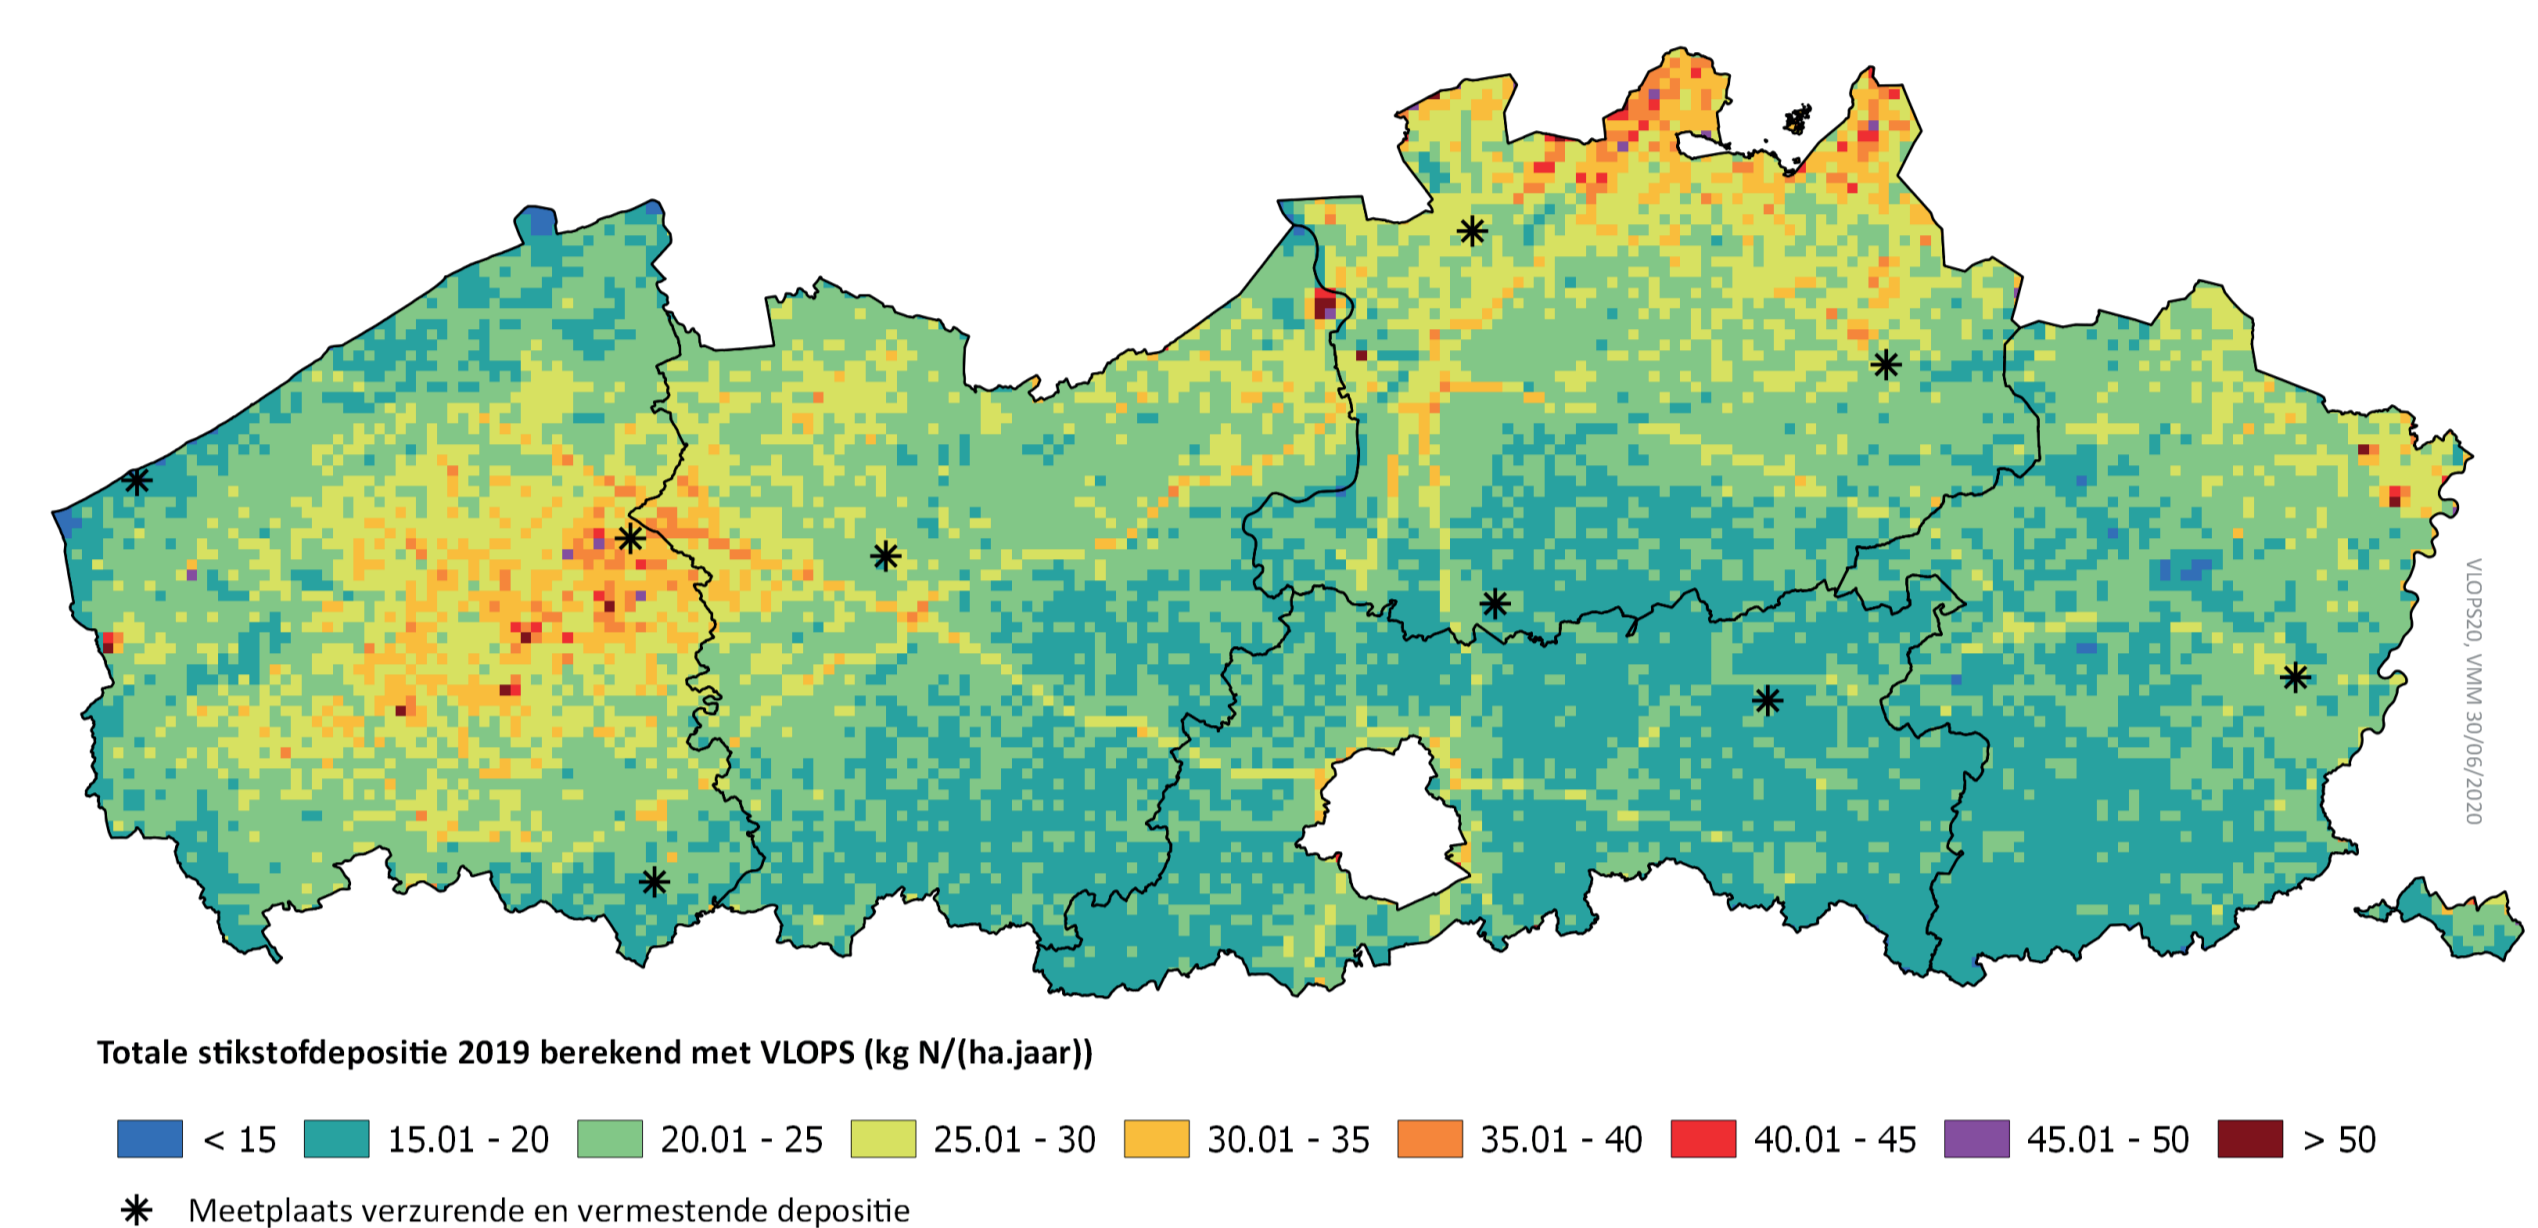 VLOPS20, VMM 30/06/2020
Totale stikstofdepositie 2019 berekend met VLOPS (kg N/(ha.jaar))
< 15 15.01 - 20 20.01 - 25 25.01 - 30 30.01 - 35 35.01 - 40 40.01 - 45 45.01 - 50 > 50
Meetplaats verzurende en vermestende depositie